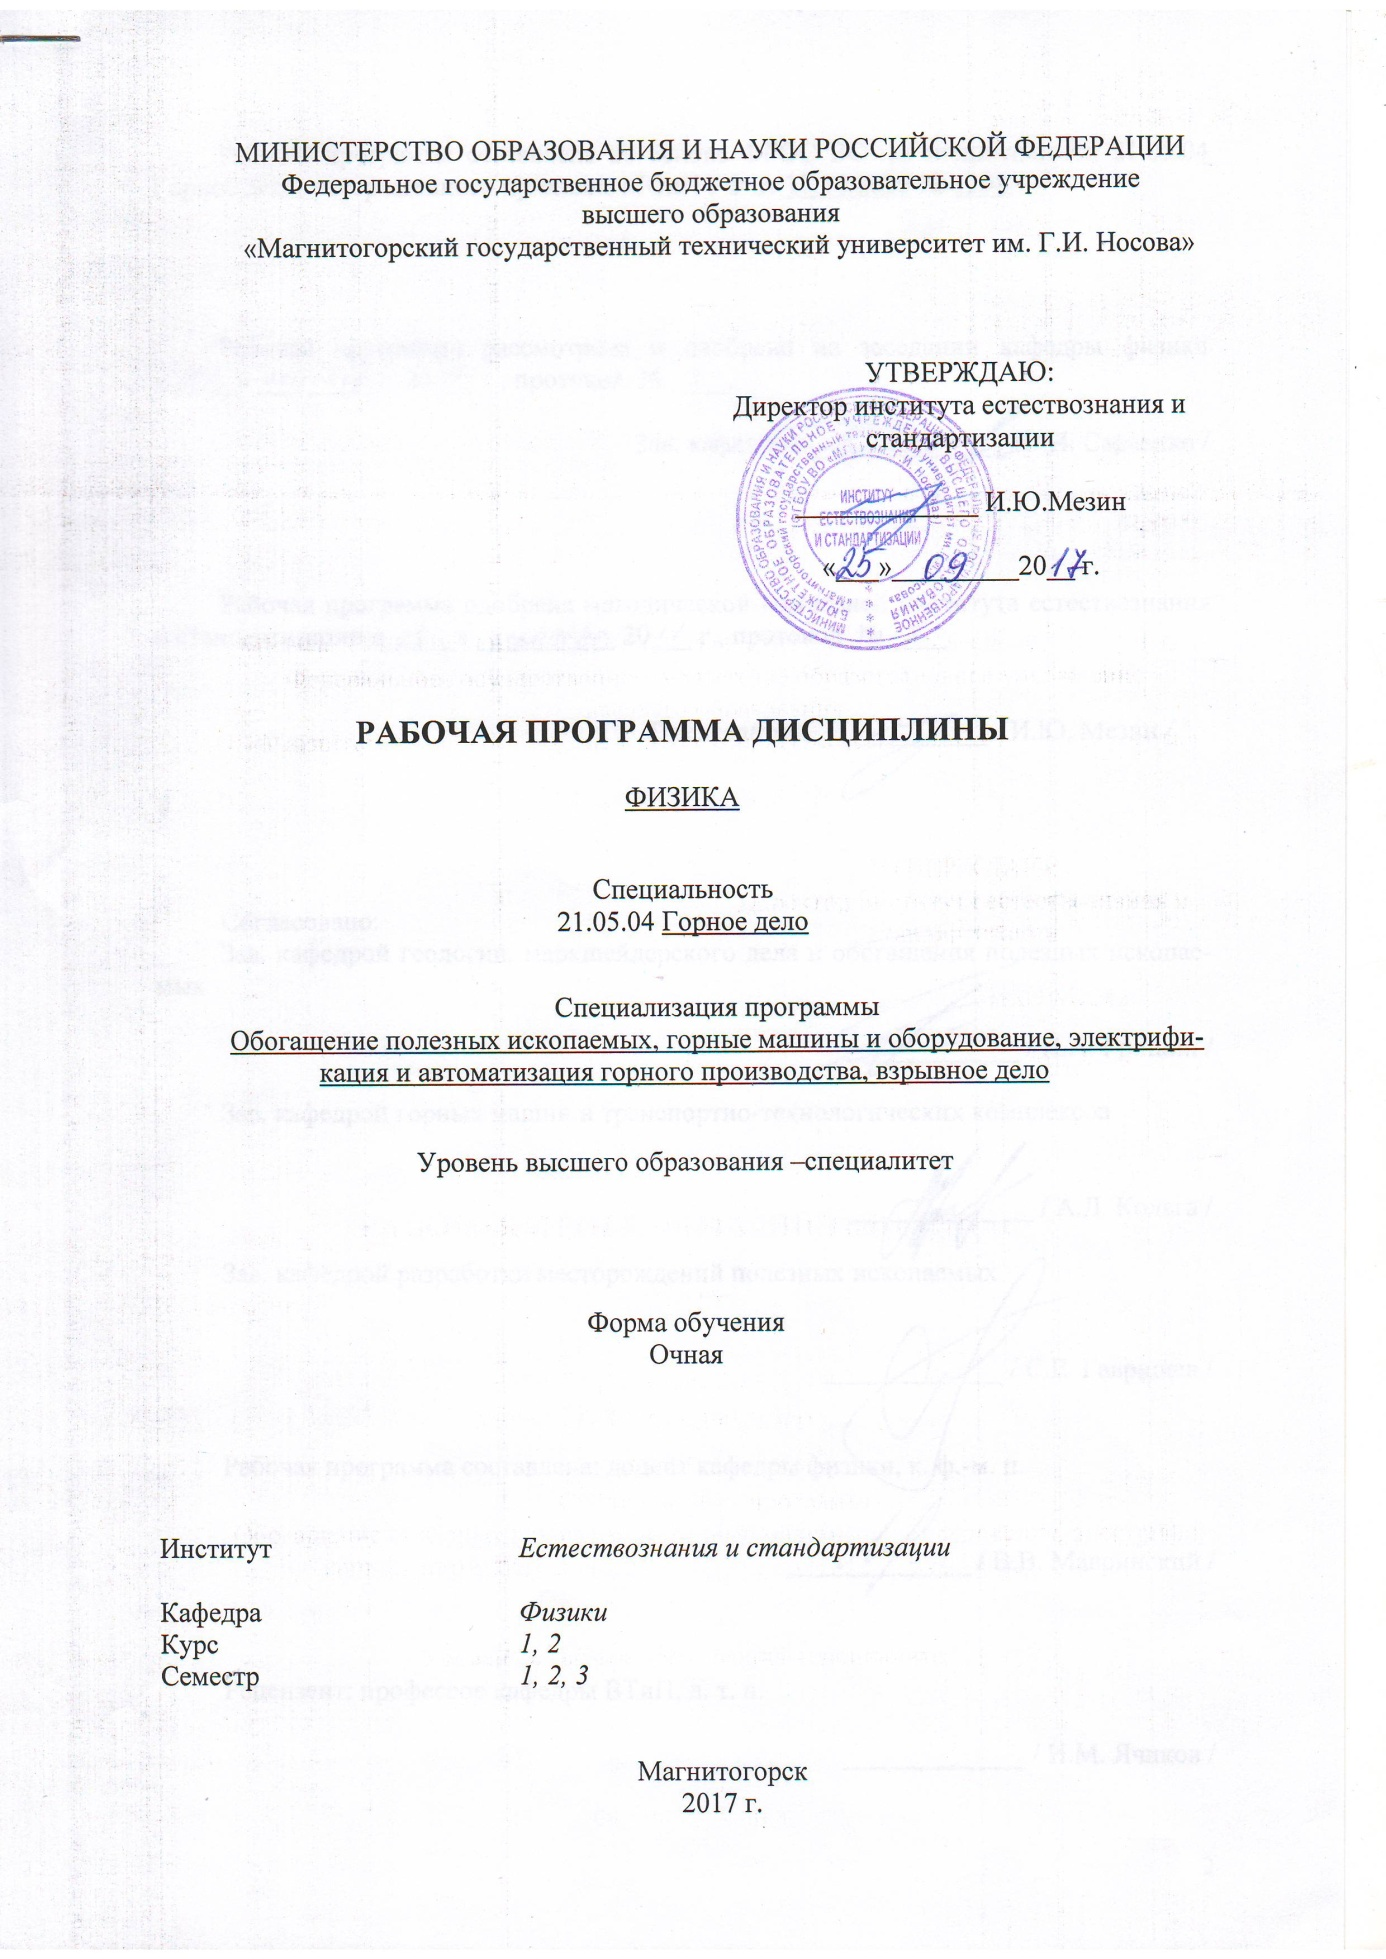 МИНИСТЕРСТВО ОБРАЗОВАНИЯ И НАУКИ РОССИЙСКОЙ ФЕДЕРАЦИИ
Федеральное государственное бюджетное образовательное учреждение
высшего образования
«Магнитогорский государственный технический университет им. Г.И. Носова»
УТВЕРЖДАЮ:
Директор института естествознания и
стандартизации
И.Ю.Мезин
«25» 09 2017 г.
ИНСТИТУТ
ЕСТЕСТВОЗНАНИЯ
И СТАНДАРТИЗАЦИИ
РАБОЧАЯ ПРОГРАММА ДИСЦИПЛИНЫ
ФИЗИКА
Специальность
21.05.04 Горное дело
Специализация программы
Обогащение полезных ископаемых, горные машины и оборудование, электрифи-
кация и автоматизация горного производства, взрывное дело
Уровень высшего образования –специалитет
Форма обучения
Очная
Институт Естествознания и стандартизации
Кафедра Физики
Курс 1, 2
Семестр 1, 2, 3
Магнитогорск
2017 г.